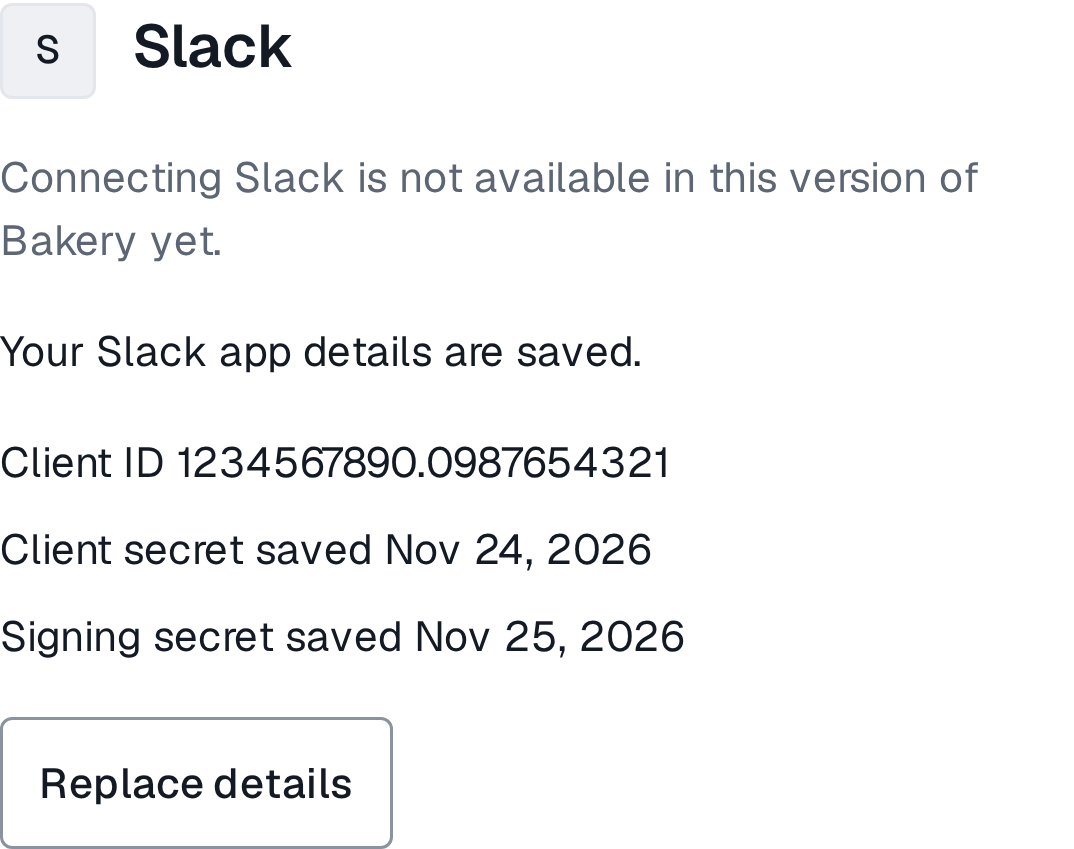 S
Slack
Connecting Slack is not available in this version of
Bakery yet.
Your Slack app details are saved.
Client ID 1234567890.0987654321
Client secret saved Nov 24, 2026
Signing secret saved Nov 25, 2026
Replace details